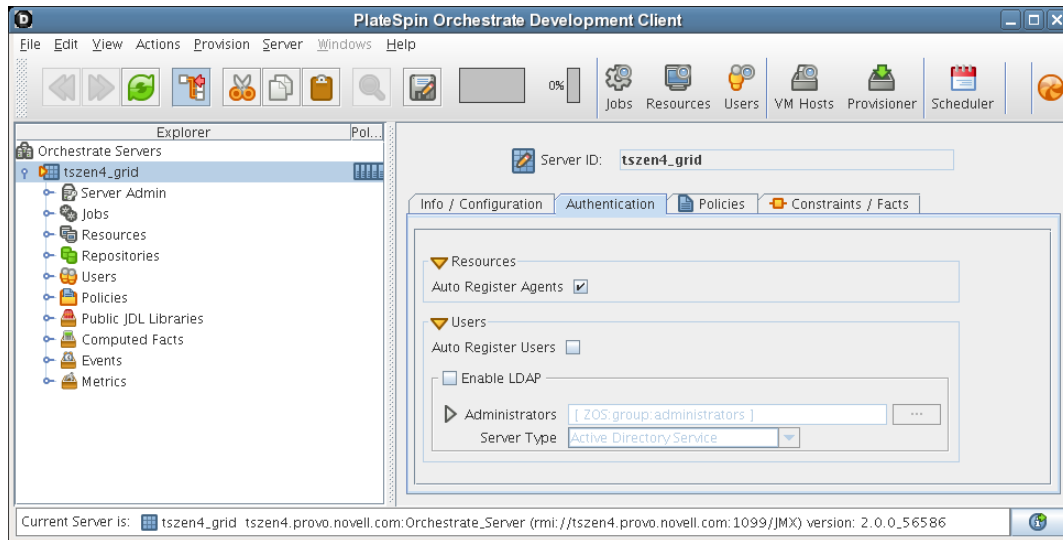 PlateSpin Orchestrate Development Client
File Edit View Actions Provision Server Windows Help
0%
Jobs Resources Users VM Hosts Provisioner Scheduler
Explorer Pol...
Orchestrate Servers
tszen4_grid
Server Admin
Jobs
Resources
Repositories
Users
Policies
Public JDL Libraries
Computed Facts
Events
Metrics
Server ID: tszen4_grid
Info / Configuration Authentication Policies Constraints / Facts
Resources
Auto Register Agents
Users
Auto Register Users
Enable LDAP
Administrators [ ZOS:group:administrators ] ...
Server Type Active Directory Service
Current Server is: tszen4_grid tszen4.provo.novell.com:Orchestrate_Server (rmi://tszen4.provo.novell.com:1099/JMX) version: 2.0.0_56586